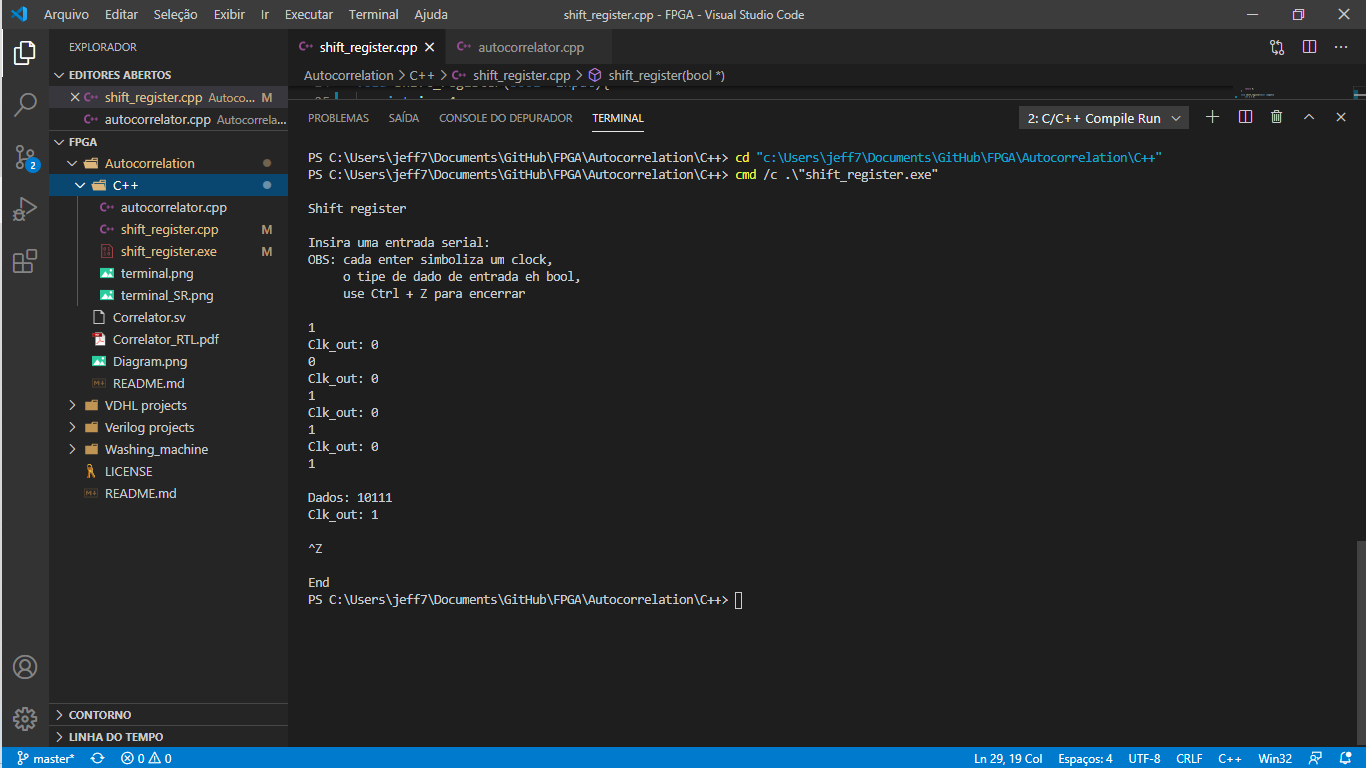 Arquivo Editar Seleção Exibir Ir Executar Terminal Ajuda shift_register.cpp - FPGA - Visual Studio Code
EXPLORADOR
EDITORES ABERTOS
shift_register.cpp Autoco... M
autocorrelator.cpp Autocorrela...
FPGA
Autocorrelation
C++
autocorrelator.cpp
shift_register.cpp M
shift_register.exe M
terminal.png
terminal_SR.png
Correlator.sv
Correlator_RTL.pdf
Diagram.png
README.md
VDHL projects
Verilog projects
Washing_machine
LICENSE
README.md
CONTORNO
LINHA DO TEMPO
2
shift_register.cpp autocorrelator.cpp
Autocorrelation > C++ > shift_register.cpp > shift_register(bool *)
PROBLEMAS SAÍDA CONSOLE DO DEPURADOR TERMINAL 2: C/C++ Compile Run
PS C:\Users\jeff7\Documents\GitHub\FPGA\Autocorrelation\C++> cd "c:\Users\jeff7\Documents\GitHub\FPGA\Autocorrelation\C++"
PS C:\Users\jeff7\Documents\GitHub\FPGA\Autocorrelation\C++> cmd /c .\"shift_register.exe"
Shift register
Insira uma entrada serial:
OBS: cada enter simboliza um clock,
o tipe de dado de entrada eh bool,
use Ctrl + Z para encerrar
1
Clk_out: 0
0
Clk_out: 0
1
Clk_out: 0
1
Clk_out: 0
1
Dados: 10111
Clk_out: 1
^Z
End
PS C:\Users\jeff7\Documents\GitHub\FPGA\Autocorrelation\C++>
master* 0 0 Ln 29, 19 Col Espaços: 4 UTF-8 CRLF C++ Win32